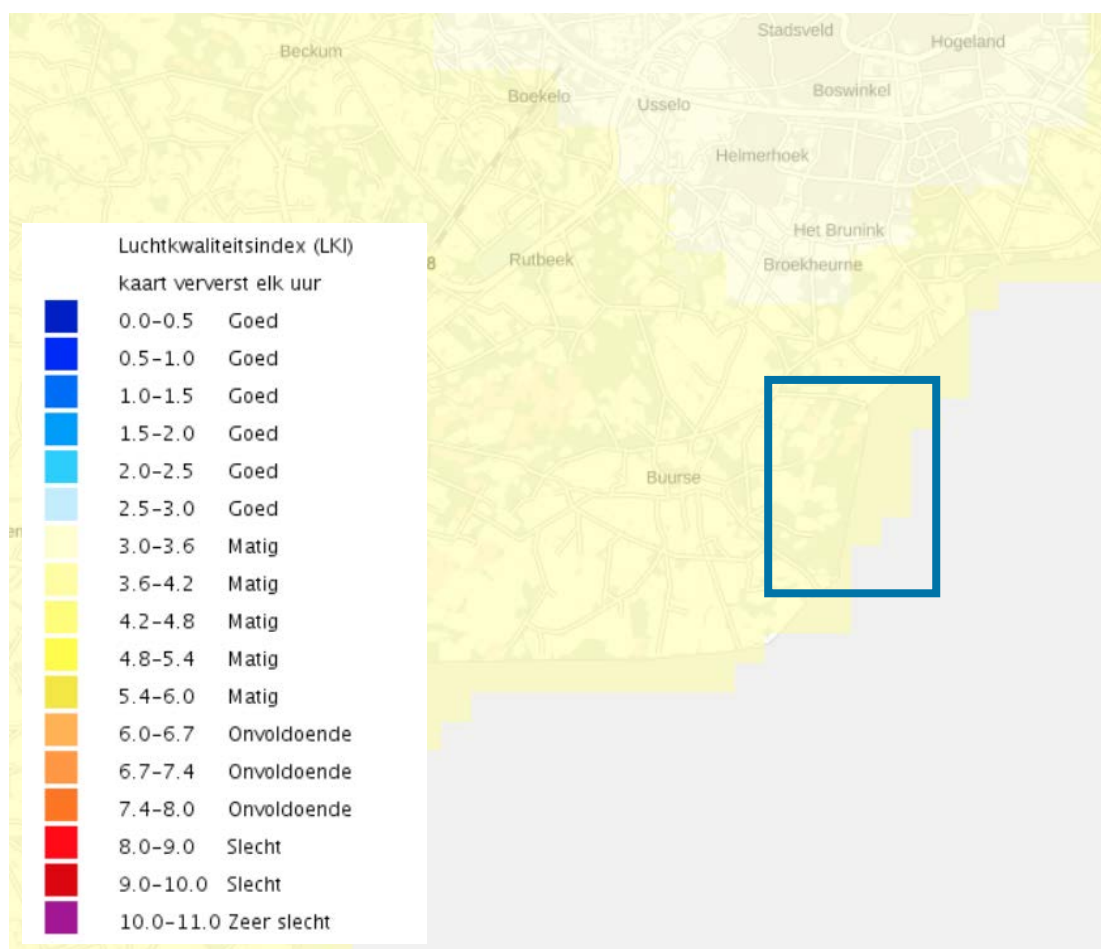 Stadsveld
Hogeland
Beckum
Boekelo
Usselo
Boswinkel
Helmerhoek
Het Brunink
Broekheurne
Rutbeek
8
Buurse
en
Luchtkwaliteitsindex (LKI)
kaart ververst elk uur
0.0-0.5 Goed
0.5-1.0 Goed
1.0-1.5 Goed
1.5-2.0 Goed
2.0-2.5 Goed
2.5-3.0 Goed
3.0-3.6 Matig
3.6-4.2 Matig
4.2-4.8 Matig
4.8-5.4 Matig
5.4-6.0 Matig
6.0-6.7 Onvoldoende
6.7-7.4 Onvoldoende
7.4-8.0 Onvoldoende
8.0-9.0 Slecht
9.0-10.0 Slecht
10.0-11.0 Zeer slecht